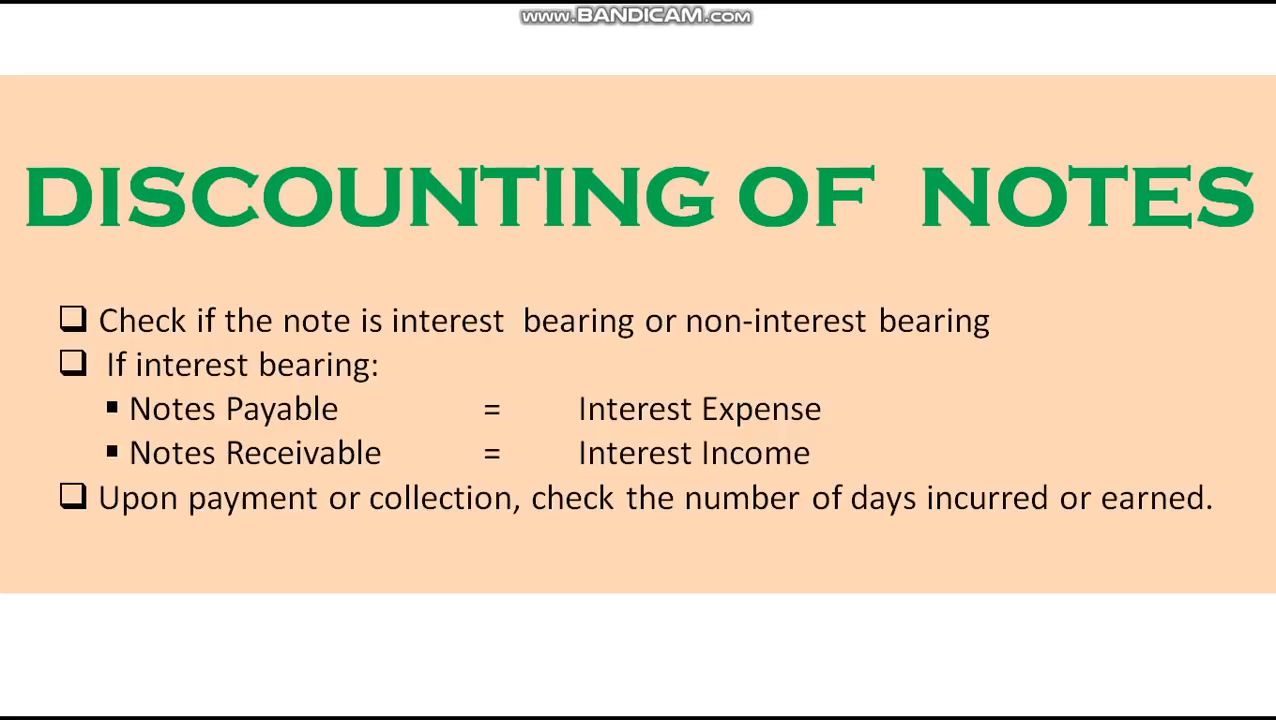 www.BANDICAM.com
DISCOUNTING OF NOTES
❑ Check if the note is interest bearing or non-interest bearing
❑ If interest bearing:
▪ Notes Payable = Interest Expense
▪ Notes Receivable = Interest Income
❑ Upon payment or collection, check the number of days incurred or earned.